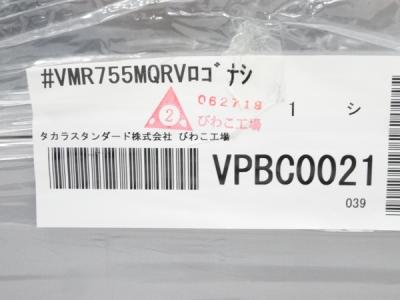 #VMR755MQRVﾛｺﾞﾅｼ
062718 1 シ
2
びわこ工場
タカラスタンダード株式会社 びわこ工場
VPBC0021
039